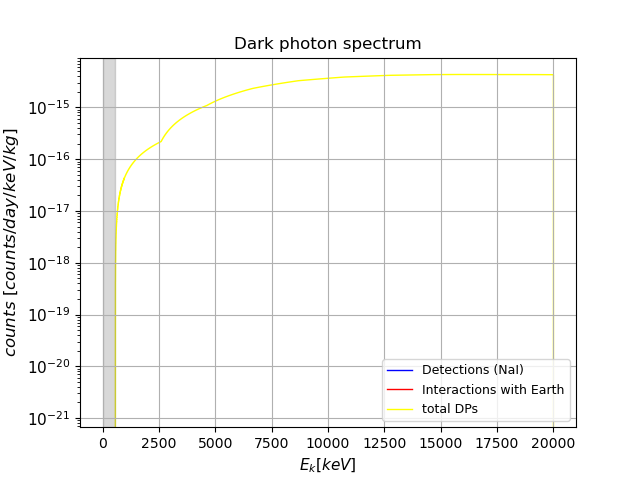 Dark photon spectrum
counts [counts/day/keV/kg]
10⁻¹⁵
10⁻¹⁶
10⁻¹⁷
10⁻¹⁸
10⁻¹⁹
10⁻²⁰
10⁻²¹
Detections (NaI)
Interactions with Earth
total DPs
0 2500 5000 7500 10000 12500 15000 17500 20000
Eₖ[keV]